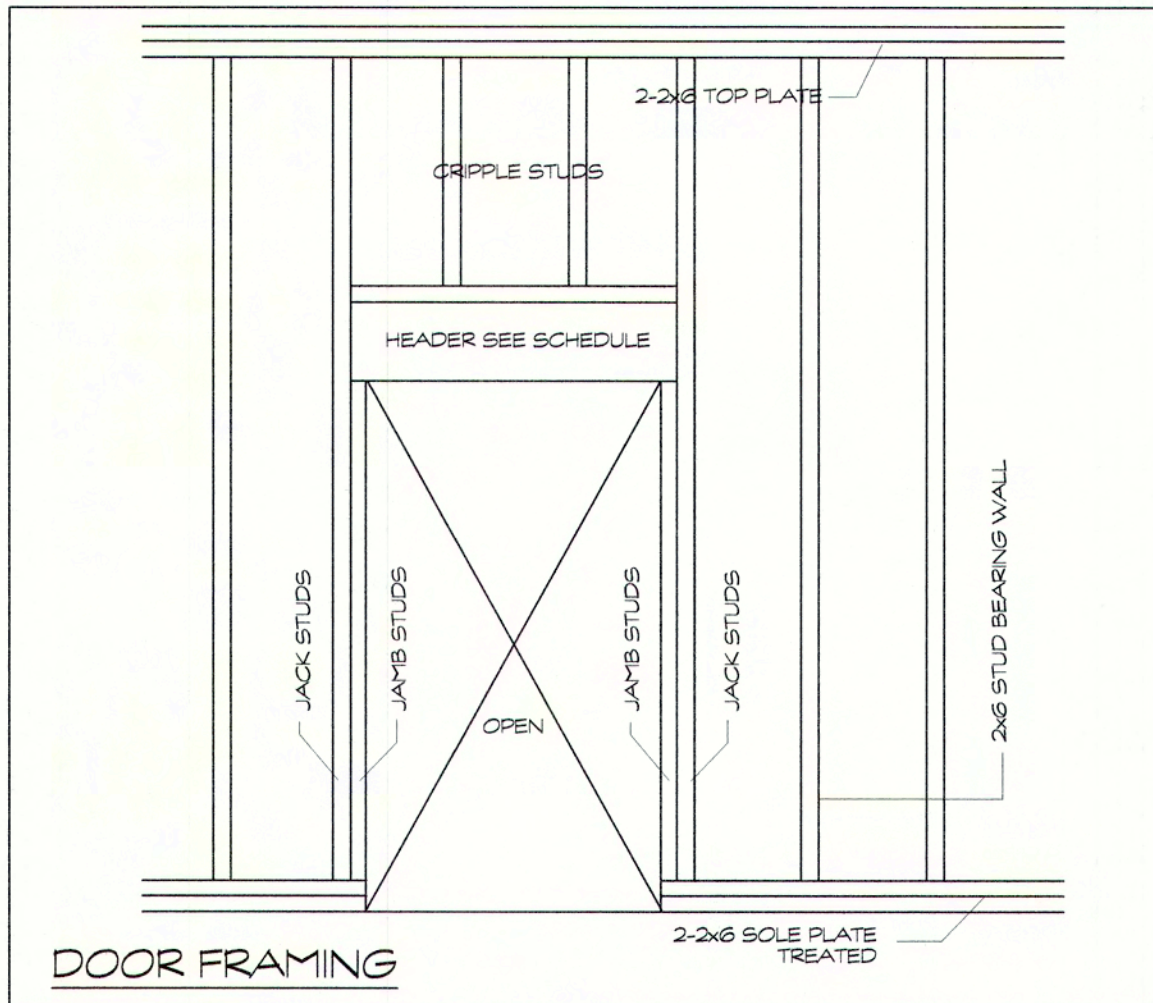 2-2x6 TOP PLATE
CRIPPLE STUDS
HEADER SEE SCHEDULE
JACK STUDS
JAMB STUDS
JAMB STUDS
JACK STUDS
2x6 STUD BEARING WALL
OPEN
2-2x6 SOLE PLATE
TREATED
DOOR FRAMING